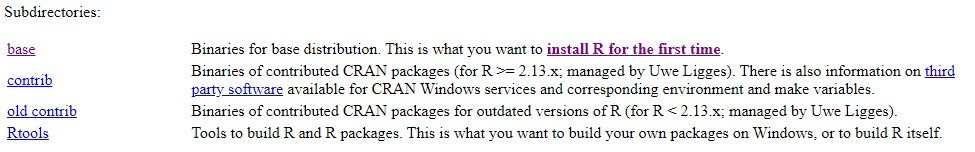 Subdirectories:
base Binaries for base distribution. This is what you want to install R for the first time.
contrib Binaries of contributed CRAN packages (for R >= 2.13.x; managed by Uwe Ligges). There is also information on third
party software available for CRAN Windows services and corresponding environment and make variables.
old contrib Binaries of contributed CRAN packages for outdated versions of R (for R < 2.13.x; managed by Uwe Ligges).
Rtools Tools to build R and R packages. This is what you want to build your own packages on Windows, or to build R itself.